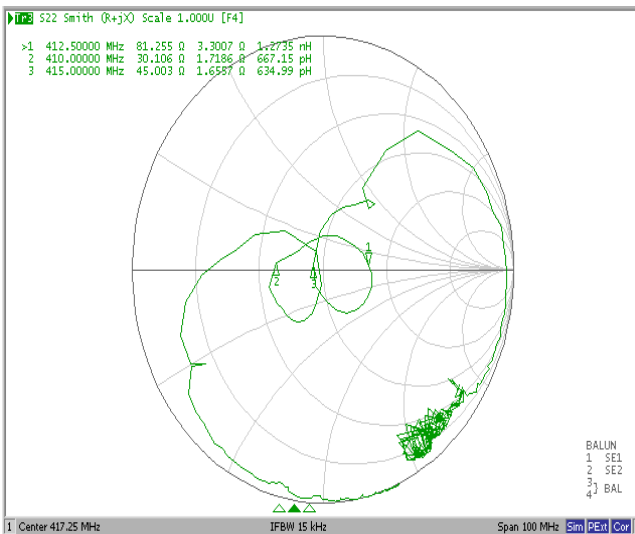 Tr3 S22 Smith (R+jX) Scale 1.000U [F4]
>1 412.50000 MHz 81.255 Ω 3.3007 Ω 1.2735 nH
2 410.00000 MHz 30.106 Ω 1.7186 Ω 667.15 pH
3 415.00000 MHz 45.003 Ω 1.6557 Ω 634.99 pH
1
2
3
BALUN
1 SE1
2 SE2
3
4 } BAL
1 Center 417.25 MHz IFBW 15 kHz Span 100 MHz Sim PExt Cor